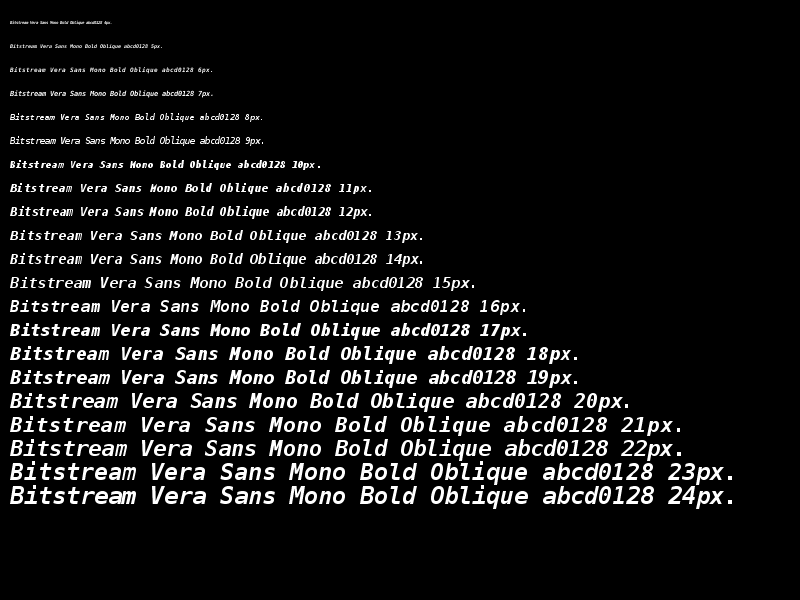 Bitstream Vera Sans Mono Bold Oblique abcd0128 4px.
Bitstream Vera Sans Mono Bold Oblique abcd0128 5px.
Bitstream Vera Sans Mono Bold Oblique abcd0128 6px.
Bitstream Vera Sans Mono Bold Oblique abcd0128 7px.
Bitstream Vera Sans Mono Bold Oblique abcd0128 8px.
Bitstream Vera Sans Mono Bold Oblique abcd0128 9px.
Bitstream Vera Sans Mono Bold Oblique abcd0128 10px.
Bitstream Vera Sans Mono Bold Oblique abcd0128 11px.
Bitstream Vera Sans Mono Bold Oblique abcd0128 12px.
Bitstream Vera Sans Mono Bold Oblique abcd0128 13px.
Bitstream Vera Sans Mono Bold Oblique abcd0128 14px.
Bitstream Vera Sans Mono Bold Oblique abcd0128 15px.
Bitstream Vera Sans Mono Bold Oblique abcd0128 16px.
Bitstream Vera Sans Mono Bold Oblique abcd0128 17px.
Bitstream Vera Sans Mono Bold Oblique abcd0128 18px.
Bitstream Vera Sans Mono Bold Oblique abcd0128 19px.
Bitstream Vera Sans Mono Bold Oblique abcd0128 20px.
Bitstream Vera Sans Mono Bold Oblique abcd0128 21px.
Bitstream Vera Sans Mono Bold Oblique abcd0128 22px.
Bitstream Vera Sans Mono Bold Oblique abcd0128 23px.
Bitstream Vera Sans Mono Bold Oblique abcd0128 24px.